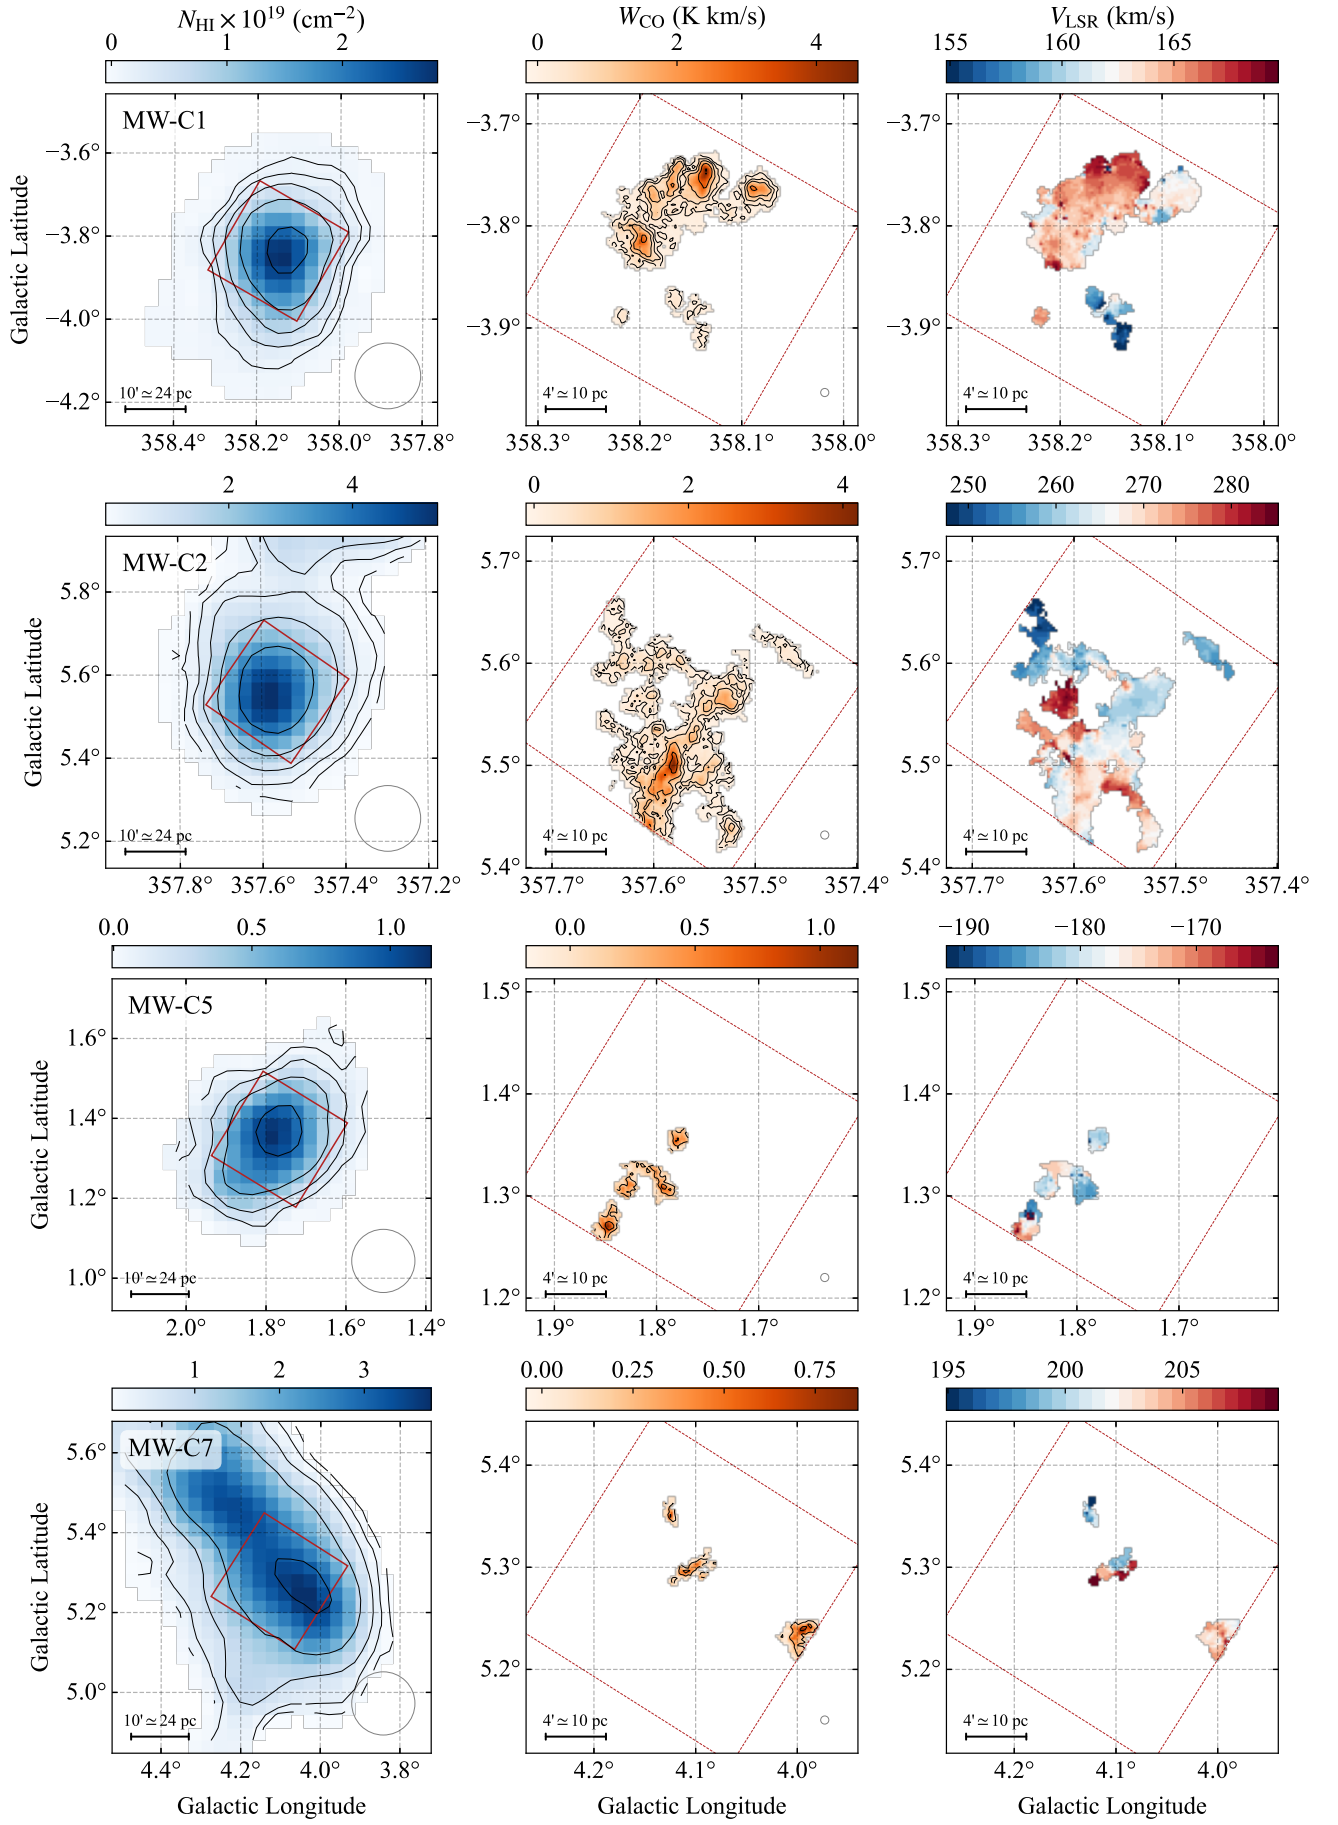 N_HI × 10^19 (cm^−2) W_CO (K km/s) V_LSR (km/s)
0 1 2 0 2 4 155 160 165
MW-C1
−3.6° −3.8° −4.0° −4.2°
Galactic Latitude
10' ≃ 24 pc
358.4° 358.2° 358.0° 357.8°
−3.7° −3.8° −3.9°
4' ≃ 10 pc
358.3° 358.2° 358.1° 358.0°
−3.7° −3.8° −3.9°
4' ≃ 10 pc
358.3° 358.2° 358.1° 358.0°
2 4 0 2 4 250 260 270 280
MW-C2
5.8° 5.6° 5.4° 5.2°
Galactic Latitude
10' ≃ 24 pc
357.8° 357.6° 357.4° 357.2°
5.7° 5.6° 5.5° 5.4°
4' ≃ 10 pc
357.7° 357.6° 357.5° 357.4°
5.7° 5.6° 5.5° 5.4°
4' ≃ 10 pc
357.7° 357.6° 357.5° 357.4°
0.0 0.5 1.0 0.0 0.5 1.0 −190 −180 −170
MW-C5
1.6° 1.4° 1.2° 1.0°
Galactic Latitude
10' ≃ 24 pc
2.0° 1.8° 1.6° 1.4°
1.5° 1.4° 1.3° 1.2°
4' ≃ 10 pc
1.9° 1.8° 1.7°
1.5° 1.4° 1.3° 1.2°
4' ≃ 10 pc
1.9° 1.8° 1.7°
1 2 3 0.00 0.25 0.50 0.75 195 200 205
MW-C7
5.6° 5.4° 5.2° 5.0°
Galactic Latitude
10' ≃ 24 pc
4.4° 4.2° 4.0° 3.8°
Galactic Longitude
5.4° 5.3° 5.2°
4' ≃ 10 pc
4.2° 4.1° 4.0°
Galactic Longitude
5.4° 5.3° 5.2°
4' ≃ 10 pc
4.2° 4.1° 4.0°
Galactic Longitude